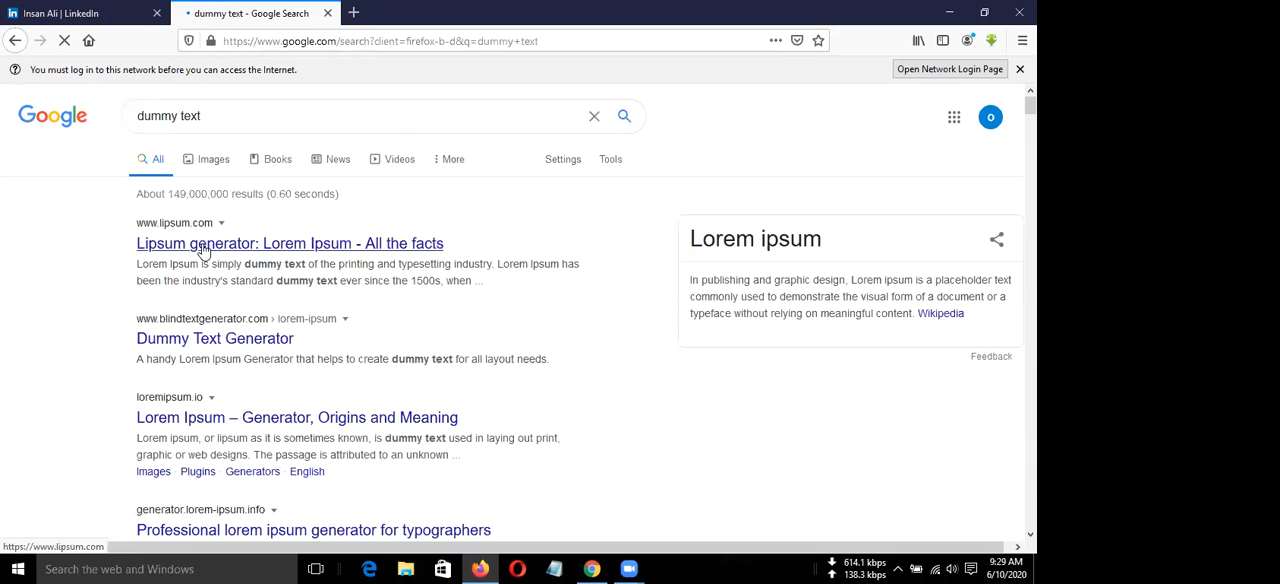 Insan Ali | LinkedIn
dummy text - Google Search
https://www.google.com/search?client=firefox-b-d&q=dummy+text
You must log in to this network before you can access the Internet.
Open Network Login Page
Google
dummy text
O
All
Images
Books
News
Videos
More
Settings
Tools
About 149,000,000 results (0.60 seconds)
www.lipsum.com
Lipsum generator: Lorem Ipsum - All the facts
Lorem Ipsum is simply dummy text of the printing and typesetting industry. Lorem Ipsum has
been the industry's standard dummy text ever since the 1500s, when ...
www.blindtextgenerator.com › lorem-ipsum
Dummy Text Generator
A handy Lorem Ipsum Generator that helps to create dummy text for all layout needs.
loremipsum.io
Lorem Ipsum – Generator, Origins and Meaning
Lorem ipsum, or lipsum as it is sometimes known, is dummy text used in laying out print,
graphic or web designs. The passage is attributed to an unknown ...
Images · Plugins · Generators · English
generator.lorem-ipsum.info
Professional lorem ipsum generator for typographers
Lorem ipsum
In publishing and graphic design, Lorem ipsum is a placeholder text
commonly used to demonstrate the visual form of a document or a
typeface without relying on meaningful content. Wikipedia
Feedback
https://www.lipsum.com
Search the web and Windows
614.1 kbps
138.3 kbps
9:29 AM
6/10/2020